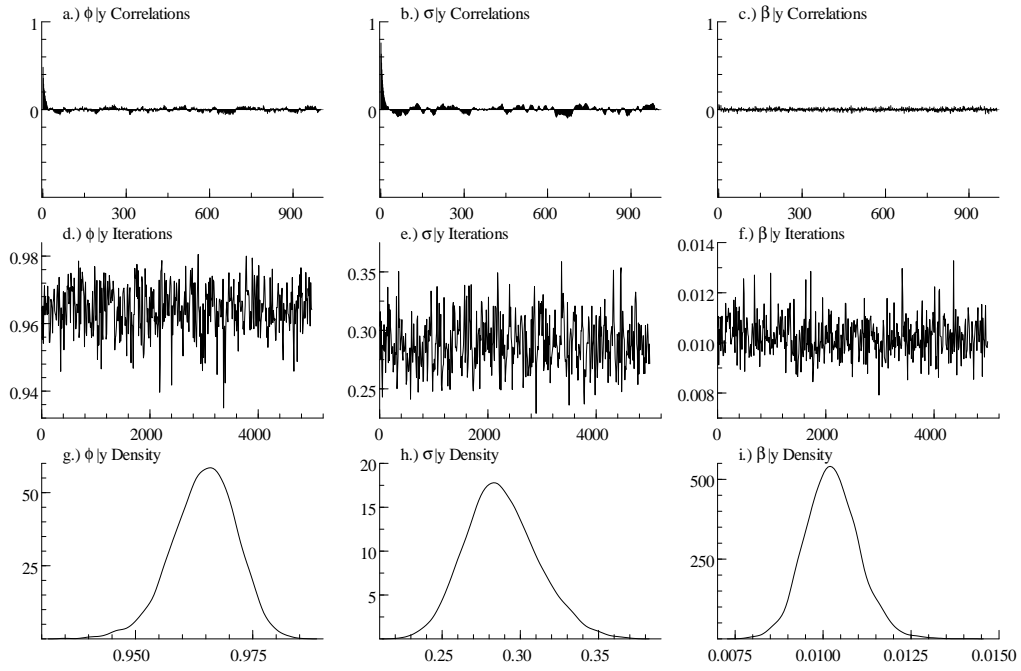 a.) ϕ|y Correlations
b.) σ|y Correlations
c.) β|y Correlations
1
1
1
0
0
0
0 300 600 900
0 300 600 900
0 300 600 900
d.) ϕ|y Iterations
e.) σ|y Iterations
f.) β|y Iterations
0.98
0.96
0.94
0.35
0.30
0.25
0.014
0.012
0.010
0.008
0 2000 4000
0 2000 4000
0 2000 4000
g.) ϕ|y Density
h.) σ|y Density
i.) β|y Density
50
25
20
15
10
5
500
250
0.950 0.975
0.25 0.30 0.35
0.0075 0.0100 0.0125 0.0150